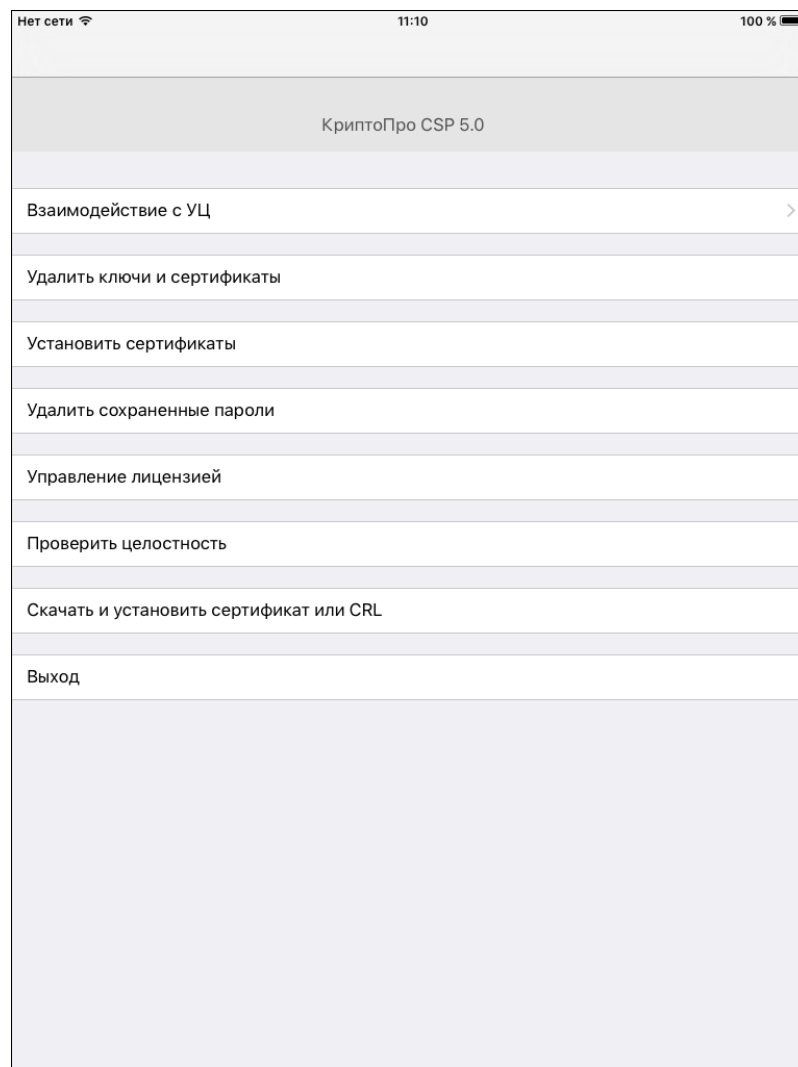 Нет сети 11:10 100 %
КриптоПро CSP 5.0
Взаимодействие с УЦ
Удалить ключи и сертификаты
Установить сертификаты
Удалить сохраненные пароли
Управление лицензией
Проверить целостность
Скачать и установить сертификат или CRL
Выход